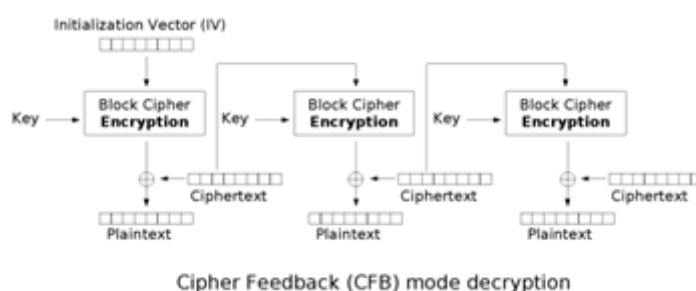 Initialization Vector (IV)
Block Cipher
Encryption
Key
Block Cipher
Encryption
Key
Block Cipher
Encryption
Key
Ciphertext
Ciphertext
Ciphertext
Plaintext
Plaintext
Plaintext
Cipher Feedback (CFB) mode decryption